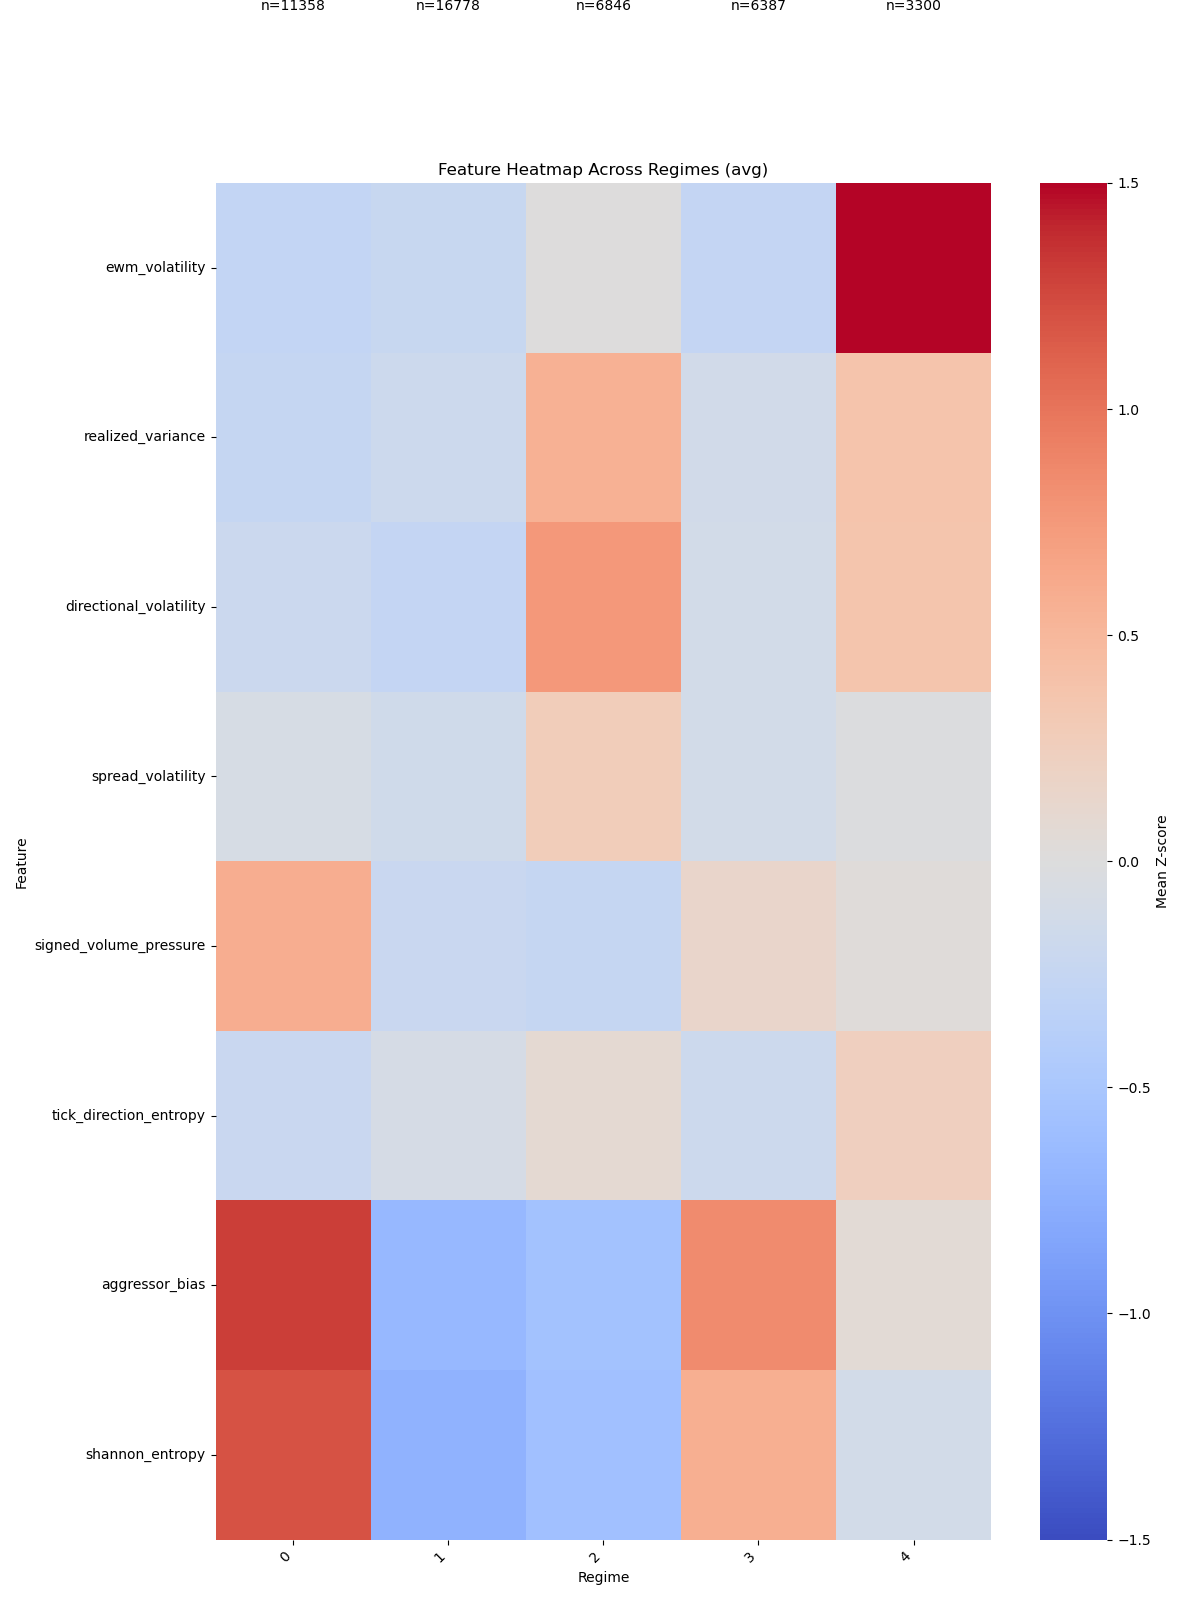 n=11358 n=16778 n=6846 n=6387 n=3300
Feature Heatmap Across Regimes (avg)
ewm_volatility
realized_variance
directional_volatility
spread_volatility
signed_volume_pressure
tick_direction_entropy
aggressor_bias
shannon_entropy
Feature
0 1 2 3 4
Regime
1.5
1.0
0.5
0.0
−0.5
−1.0
−1.5
Mean Z-score